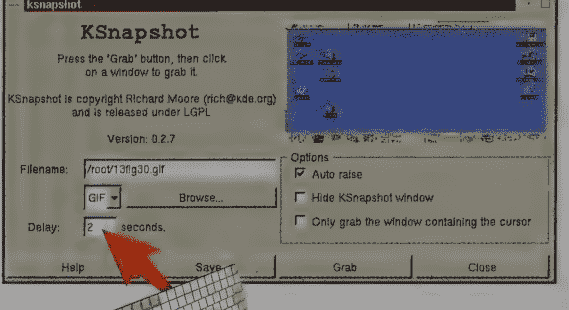 ksnapshot
KSnapshot
Press the "Grab" button, then click
on a window to grab it.
KSnapshot is copyright Richard Moore (rich@kde.org)
and is released under LGPL
Version: 0.2.7
Filename:
/root/13fig30.gif
GIF
Browse...
Delay:
2
seconds.
Options
Auto raise
Hide KSnapshot window
Only grab the window containing the cursor
Help
Save
Grab
Close